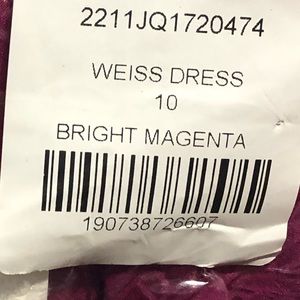 2211JQ1720474
WEISS DRESS
10
BRIGHT MAGENTA
190738726607